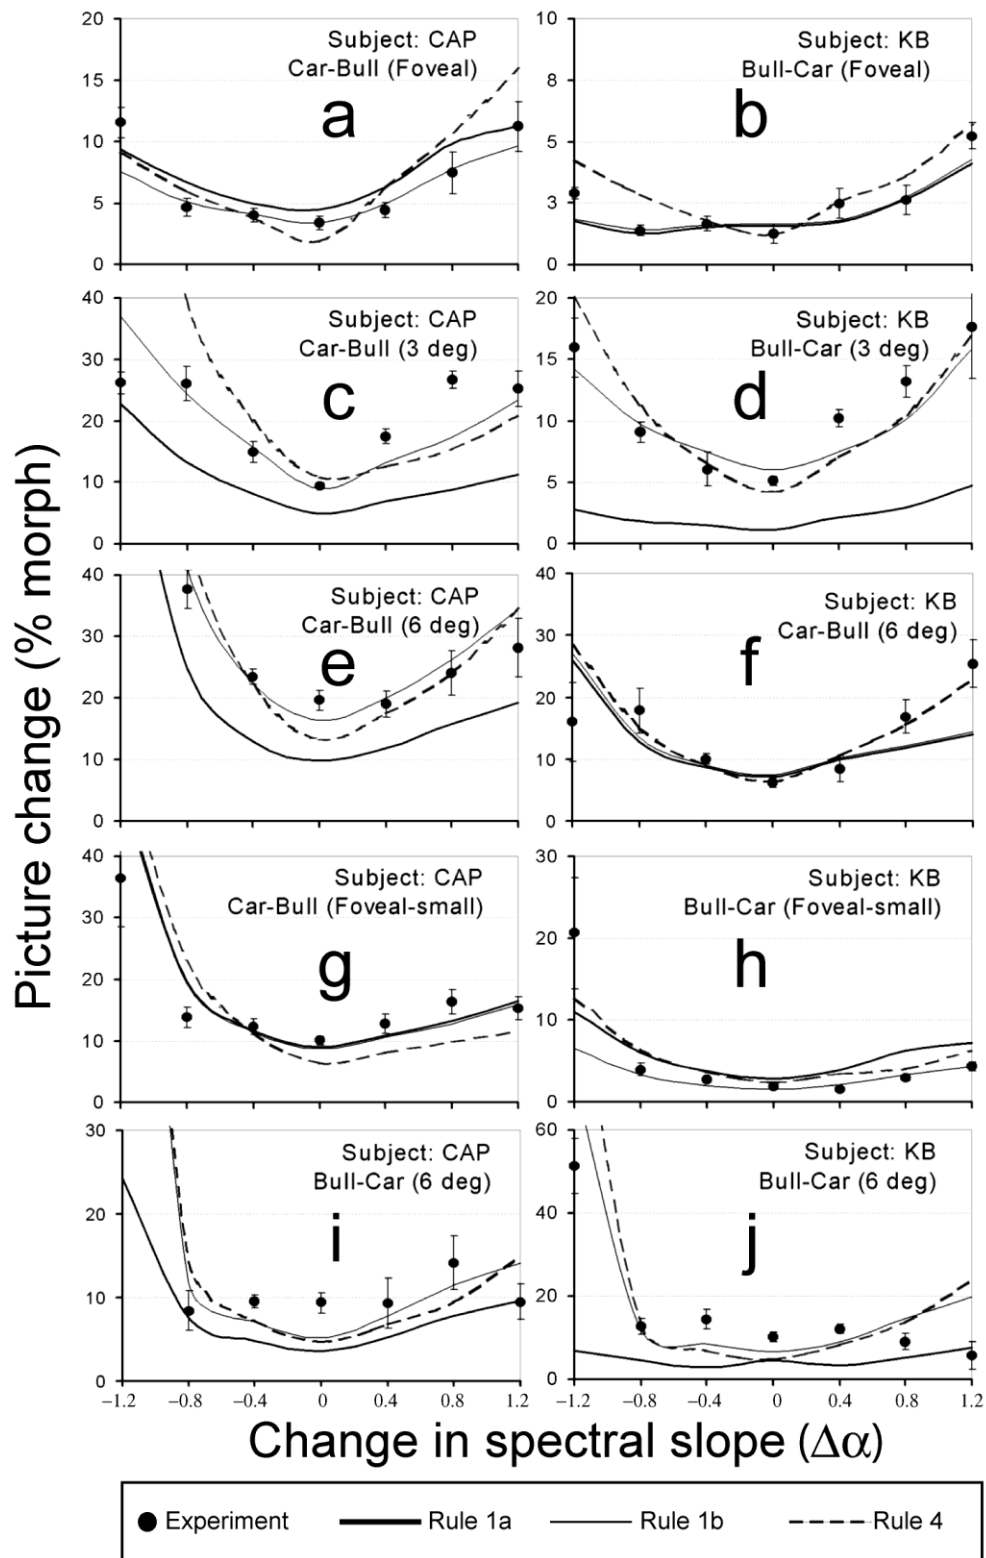 Picture change (% morph)
20
15
10
5
0
Subject: CAP
Car-Bull (Foveal)
a
10
8
5
3
0
Subject: KB
Bull-Car (Foveal)
b
40
30
20
10
0
Subject: CAP
Car-Bull (3 deg)
c
20
15
10
5
0
Subject: KB
Bull-Car (3 deg)
d
40
30
20
10
0
Subject: CAP
Car-Bull (6 deg)
e
40
30
20
10
0
Subject: KB
Car-Bull (6 deg)
f
40
30
20
10
0
Subject: CAP
Car-Bull (Foveal-small)
g
30
20
10
0
Subject: KB
Bull-Car (Foveal-small)
h
30
20
10
0
Subject: CAP
Bull-Car (6 deg)
i
−1.2 −0.8 −0.4 0 0.4 0.8 1.2
60
40
20
0
Subject: KB
Bull-Car (6 deg)
j
−1.2 −0.8 −0.4 0 0.4 0.8 1.2
Change in spectral slope (Δα)
Experiment Rule 1a Rule 1b Rule 4